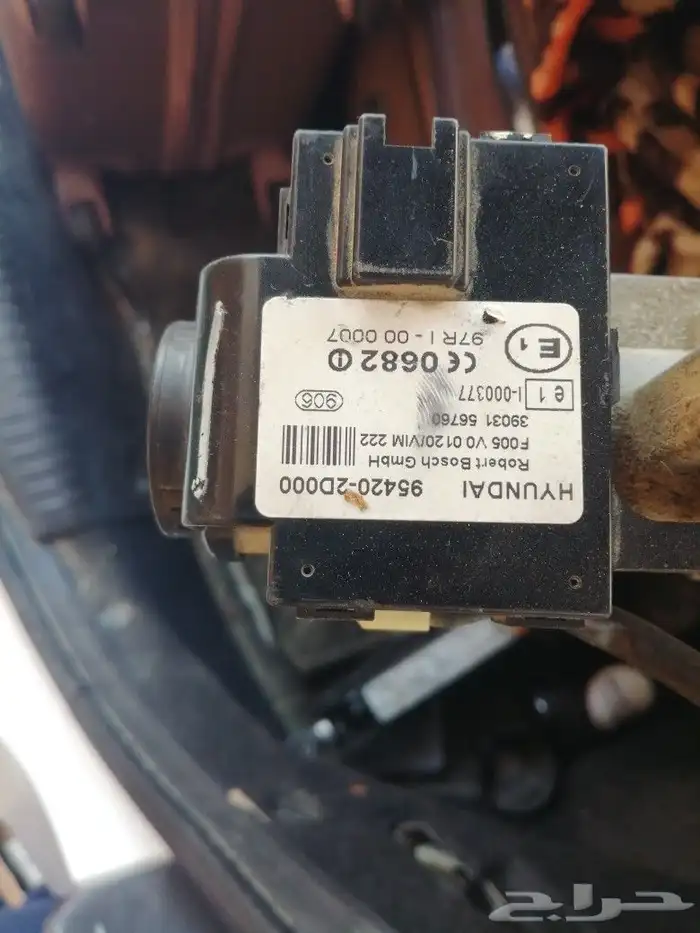 HYUNDAI 95420-2D000
Robert Bosch GmbH
F005 V0 0120/VIM 222
39031 56760
e 1 I-000377
906
CE 0682
E1
97R I - 00 0007
حراج